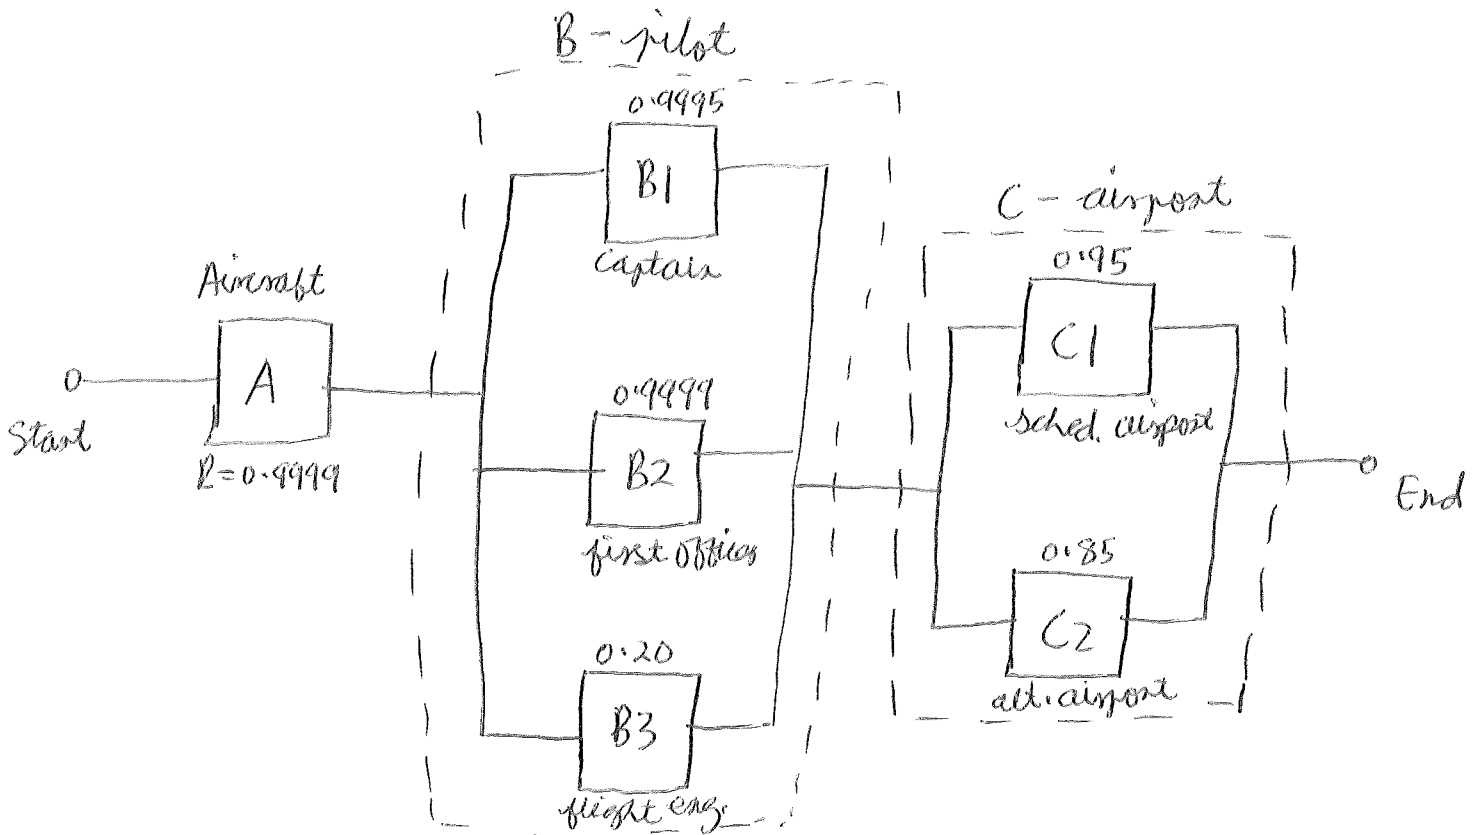 B - pilot
0.9995
B1
Captain
C - airport
0.95
C1
sched. airport
Aircraft
A
R=0.9999
Start
0.9999
B2
first officer
End
0.85
C2
alt. airport
0.20
B3
flight eng.